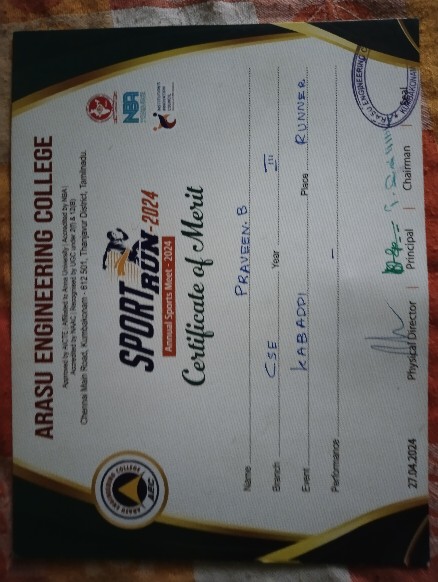 ARASU ENGINEERING COLLEGE
Approved by AICTE | Affiliated to Anna University | Accredited by NBA |
Accredited by NAAC | Recognised by UGC under 2(f) & 12(B)
Chennai Main Road, Kumbakonam - 612 501, Thanjavur District, Tamilnadu.
ARASU ENGINEERING COLLEGE
AEC
NBA
INSTITUTION'S
INNOVATION
COUNCIL
SPORT
RUN-2024
Annual Sports Meet - 2024
Certificate of Merit
Name PRAVEEN. B
Branch CSE Year III
Event KABADDI Place RUNNER
Performance –
27.04.2024 Physical Director | Principal | Chairman | Seal
ARASU ENGINEERING CO
KUMBAKONAM